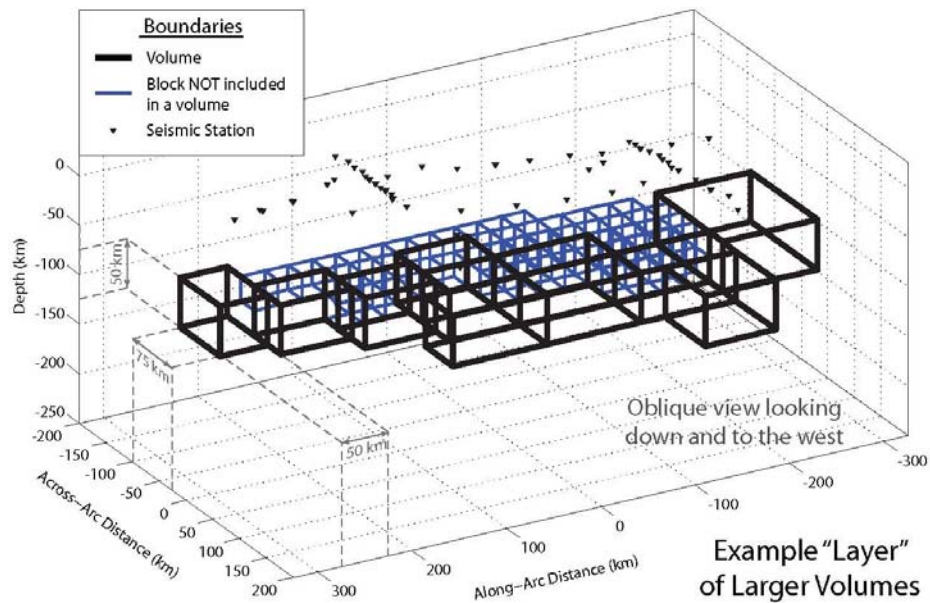 Boundaries
Volume
Block NOT included
in a volume
Seismic Station
0
-50
-100
-150
-200
-250
Depth (km)
50 km
75 km
50 km
-200
-150
-100
-50
0
50
100
150
200
Across-Arc Distance (km)
300
200
100
0
-100
-200
-300
Along-Arc Distance (km)
Oblique view looking
down and to the west
Example "Layer"
of Larger Volumes